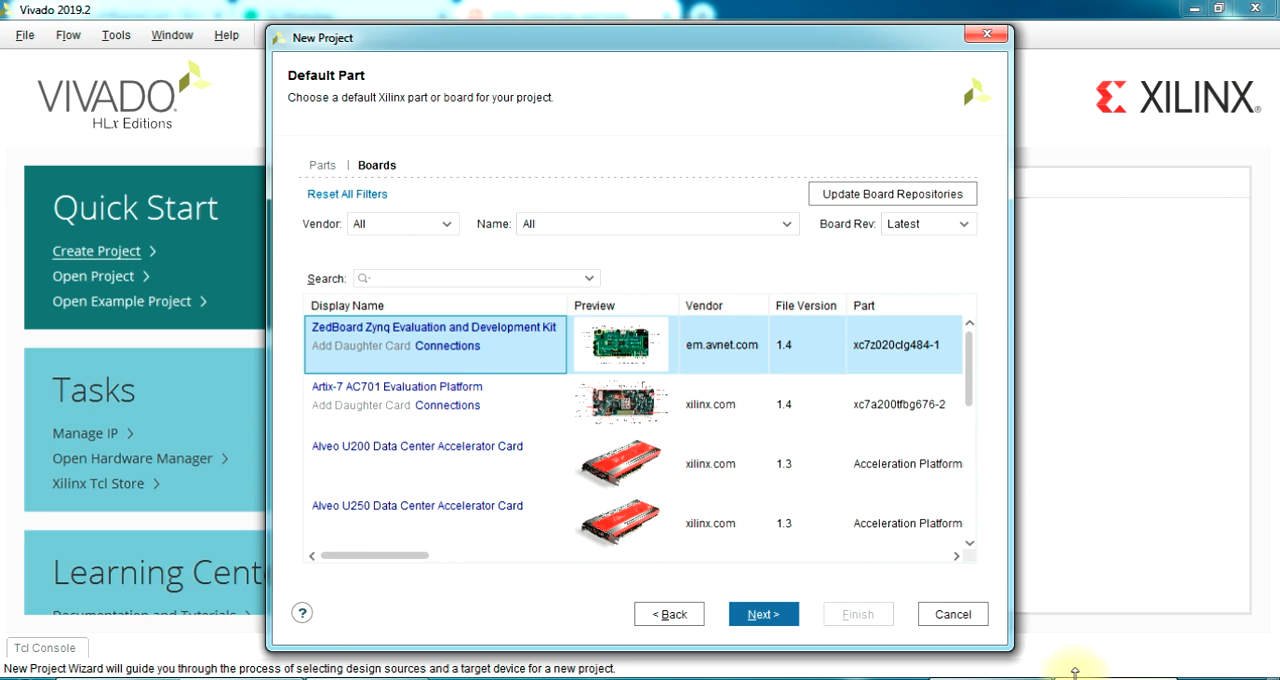 Vivado 2019.2
File Flow Tools Window Help
VIVADO.
HLx Editions
XILINX®
Quick Start
Create Project >
Open Project >
Open Example Project >
Tasks
Manage IP >
Open Hardware Manager >
Xilinx Tcl Store >
Learning Cent
Documentation and Tutorials >
New Project
Default Part
Choose a default Xilinx part or board for your project.
Parts | Boards
Reset All Filters
Update Board Repositories
Vendor: All Name: All Board Rev: Latest
Search:
Display Name Preview Vendor File Version Part
ZedBoard Zynq Evaluation and Development Kit
Add Daughter Card Connections
em.avnet.com 1.4 xc7z020clg484-1
Artix-7 AC701 Evaluation Platform
Add Daughter Card Connections
xilinx.com 1.4 xc7a200tfbg676-2
Alveo U200 Data Center Accelerator Card
xilinx.com 1.3 Acceleration Platform
Alveo U250 Data Center Accelerator Card
xilinx.com 1.3 Acceleration Platform
?
< Back Next > Finish Cancel
Tcl Console
New Project Wizard will guide you through the process of selecting design sources and a target device for a new project.